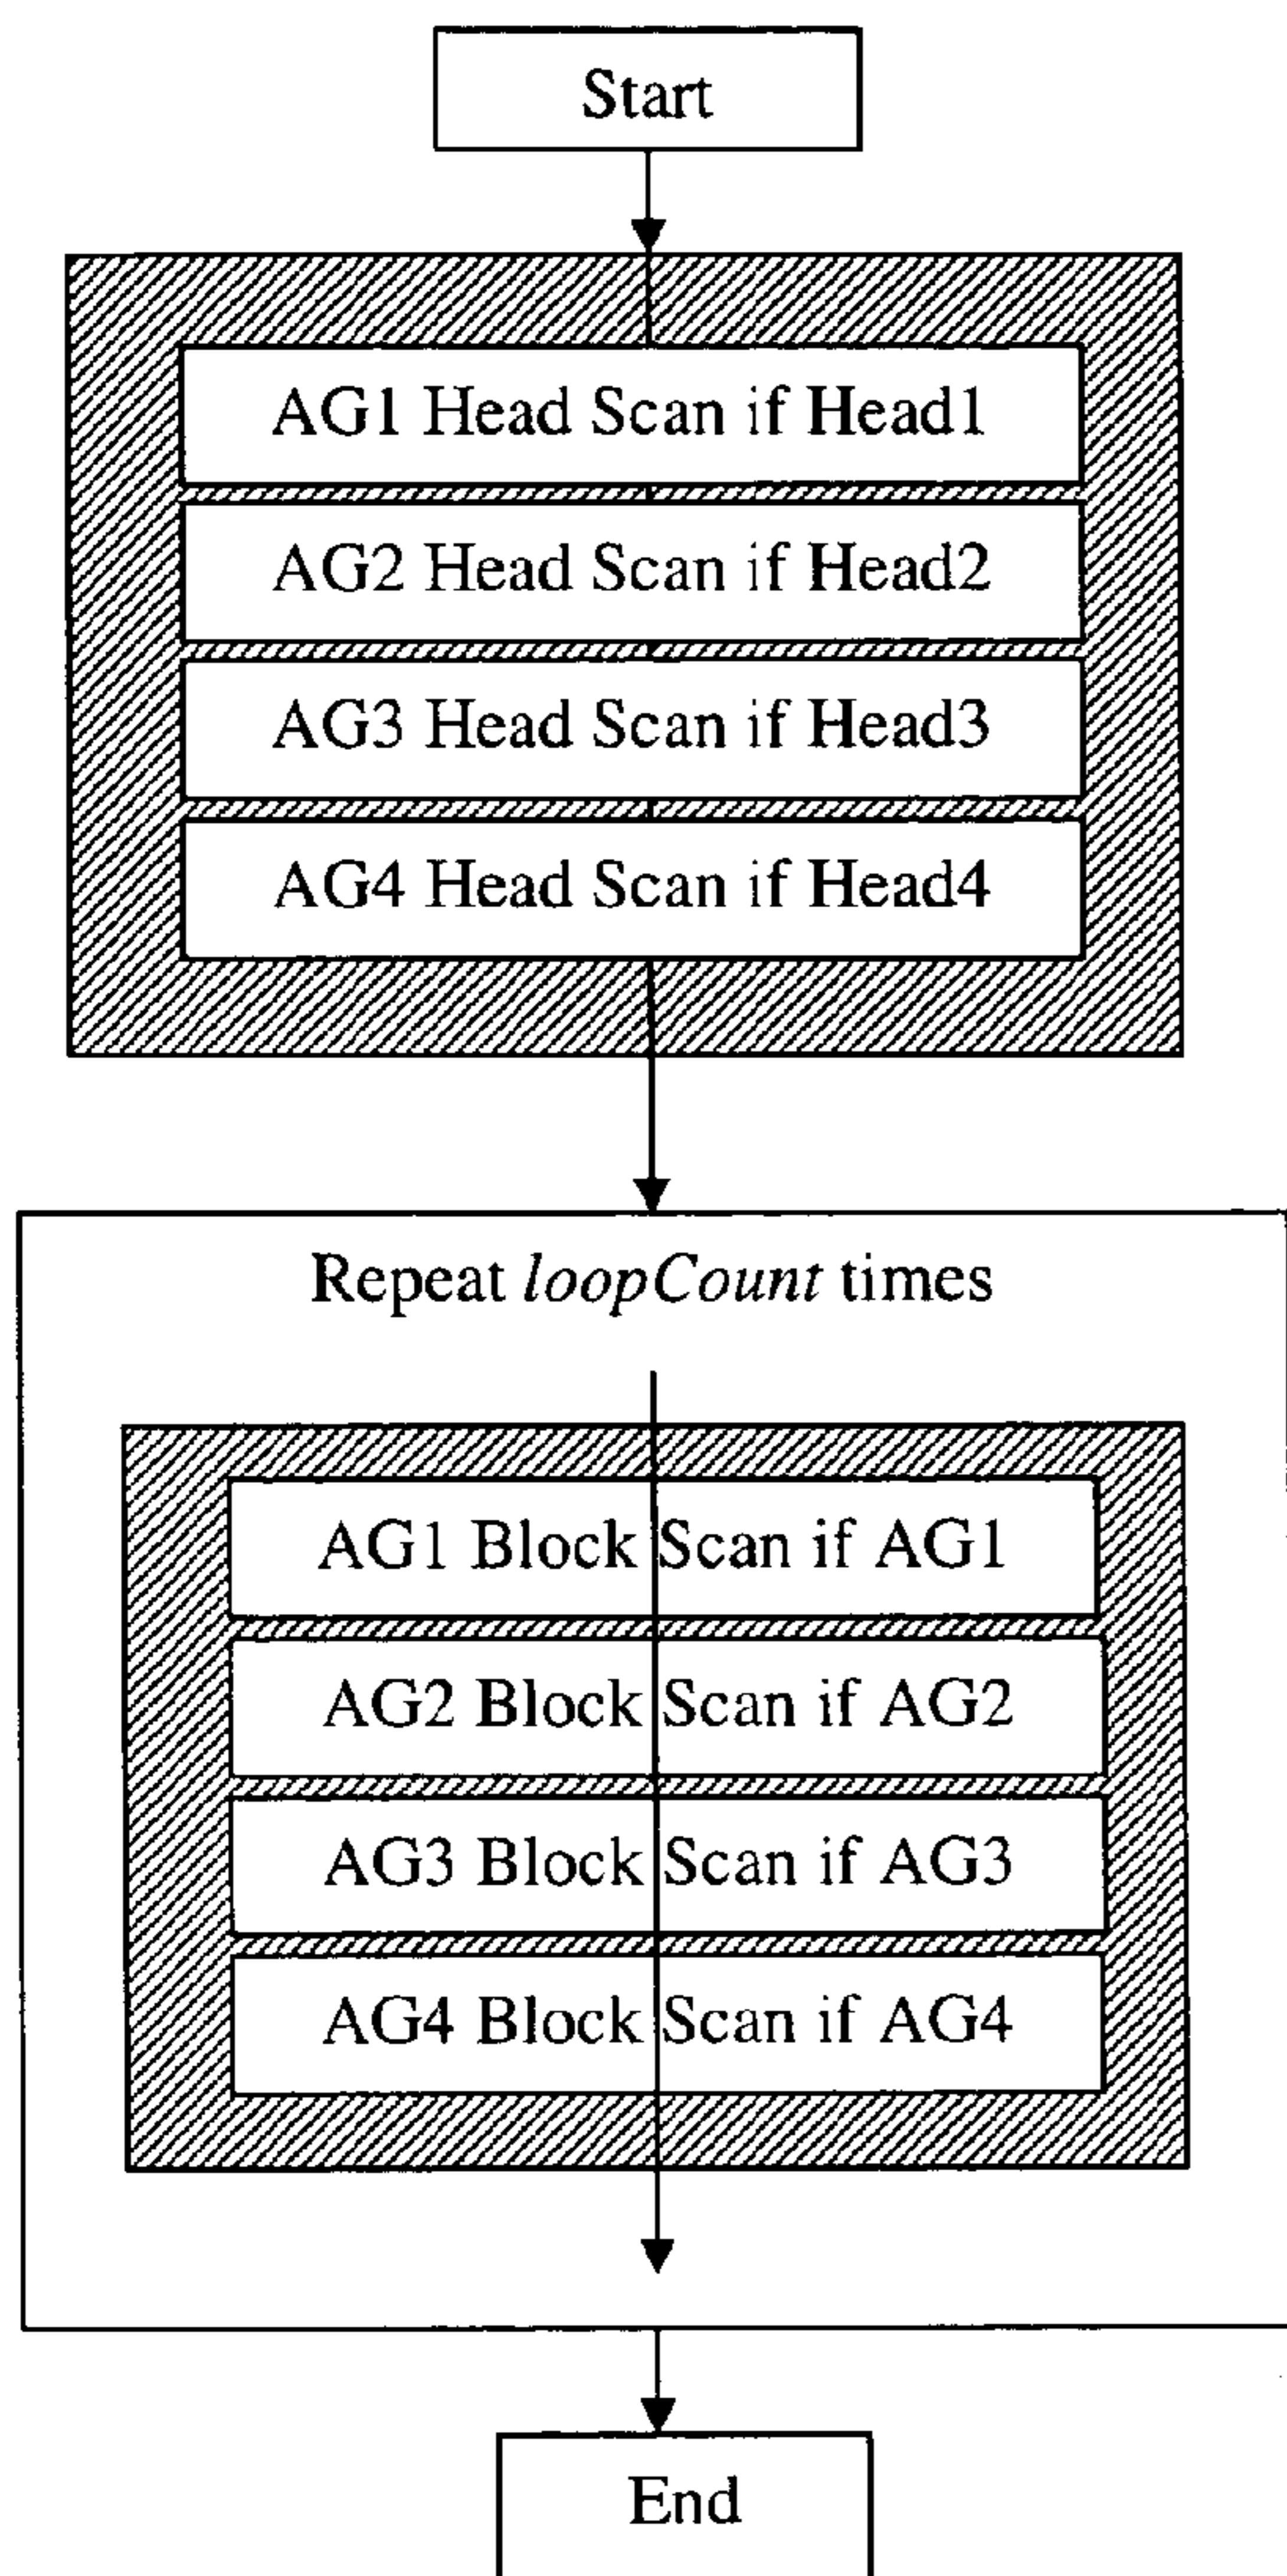 Start
AG1 Head Scan if Head1
AG2 Head Scan if Head2
AG3 Head Scan if Head3
AG4 Head Scan if Head4
Repeat loopCount times
AG1 Block Scan if AG1
AG2 Block Scan if AG2
AG3 Block Scan if AG3
AG4 Block Scan if AG4
End